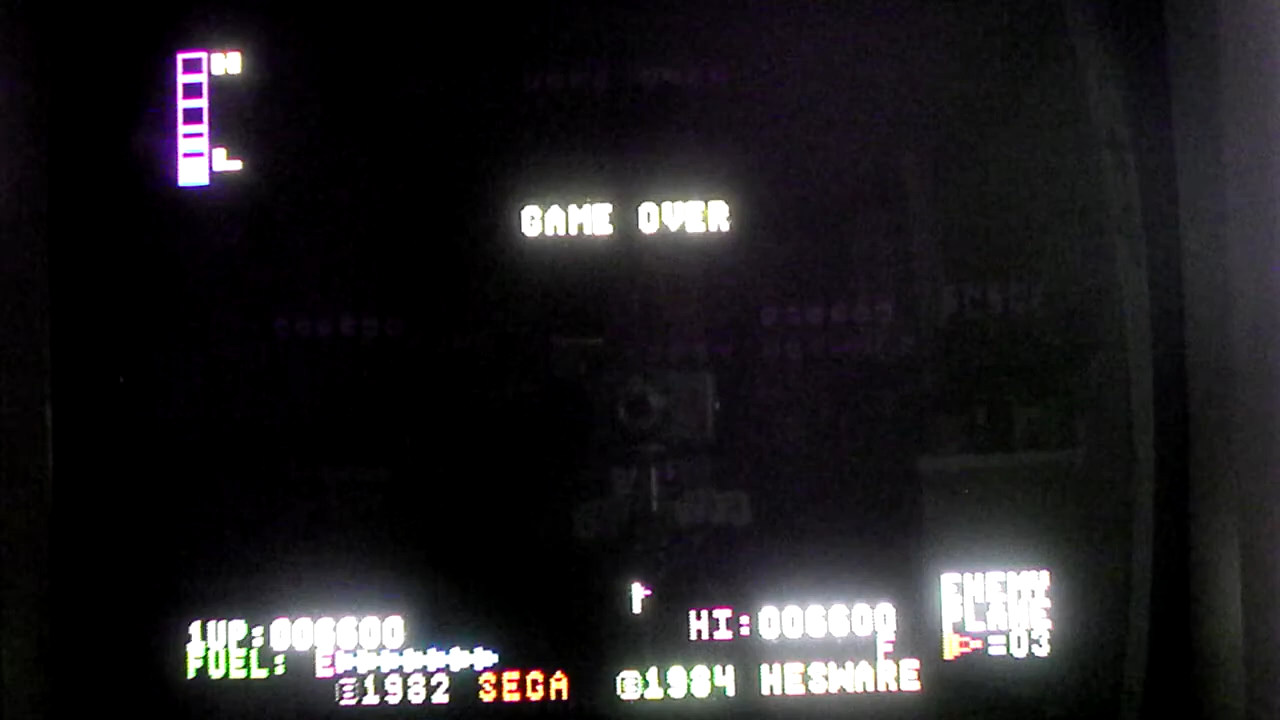 H
L
GAME OVER
1UP:006600
HI:006600
ENEMY
PLANE
=03
FUEL: E
F
©1982 SEGA
©1984 HESWARE